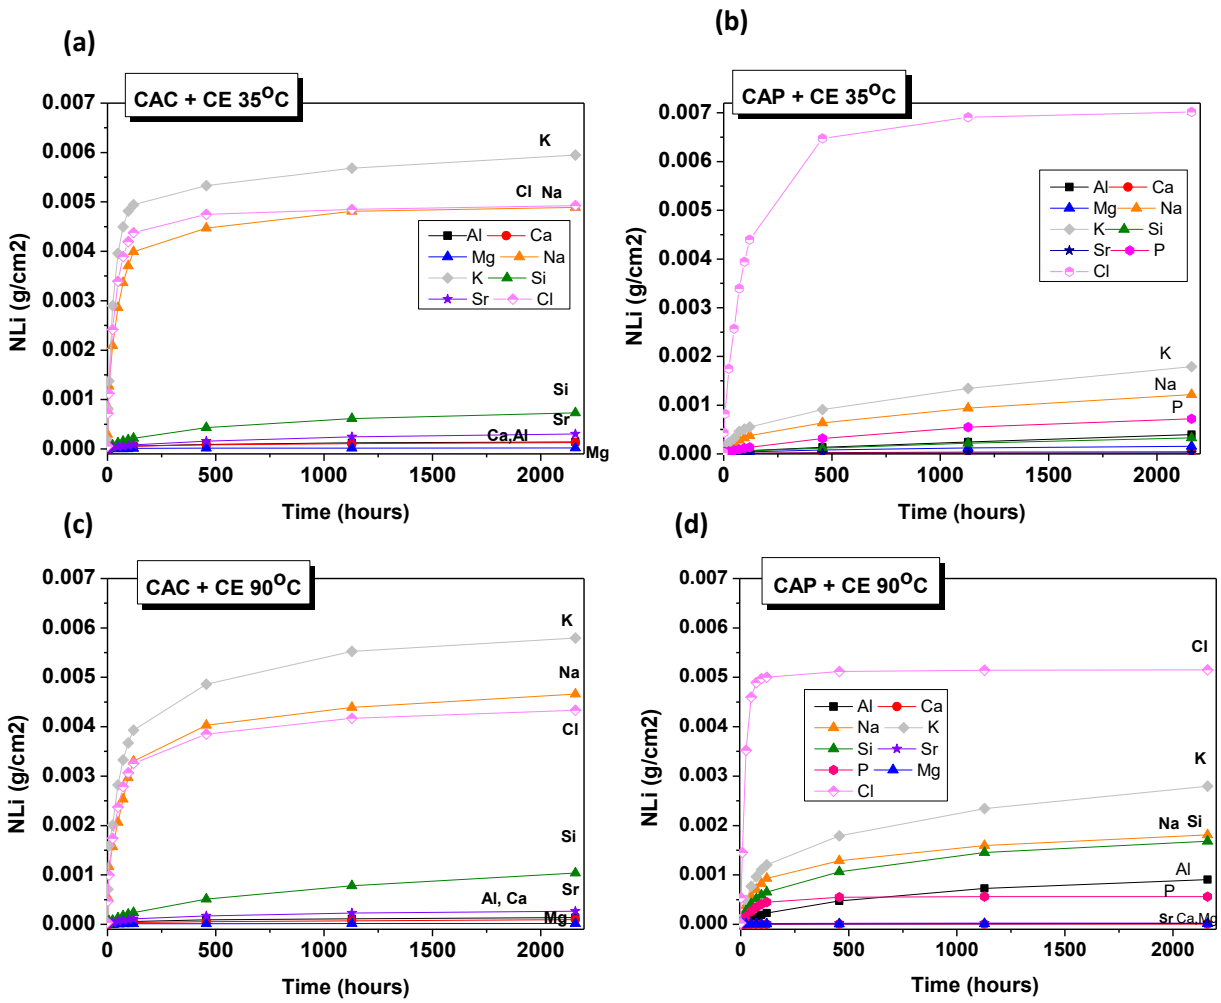 (a)
CAC + CE 35°C
NLi (g/cm2)
0.007
0.006
0.005
0.004
0.003
0.002
0.001
0.000
0
500
1000
1500
2000
Time (hours)
K
Cl Na
Al Ca
Mg Na
K Si
Sr Cl
Si
Sr
Ca,Al
Mg
(b)
CAP + CE 35°C
NLi (g/cm2)
0.007
0.006
0.005
0.004
0.003
0.002
0.001
0.000
0
500
1000
1500
2000
Time (hours)
Al Ca
Mg Na
K Si
Sr P
Cl
K
Na
P
(c)
CAC + CE 90°C
NLi (g/cm2)
0.007
0.006
0.005
0.004
0.003
0.002
0.001
0.000
0
500
1000
1500
2000
Time (hours)
K
Na
Cl
Si
Sr
Al, Ca
Mg
(d)
CAP + CE 90°C
NLi (g/cm2)
0.007
0.006
0.005
0.004
0.003
0.002
0.001
0.000
0
500
1000
1500
2000
Time (hours)
Cl
Al Ca
Na K
Si Sr
P Mg
Cl
K
Na Si
Al
P
Sr Ca,Mg